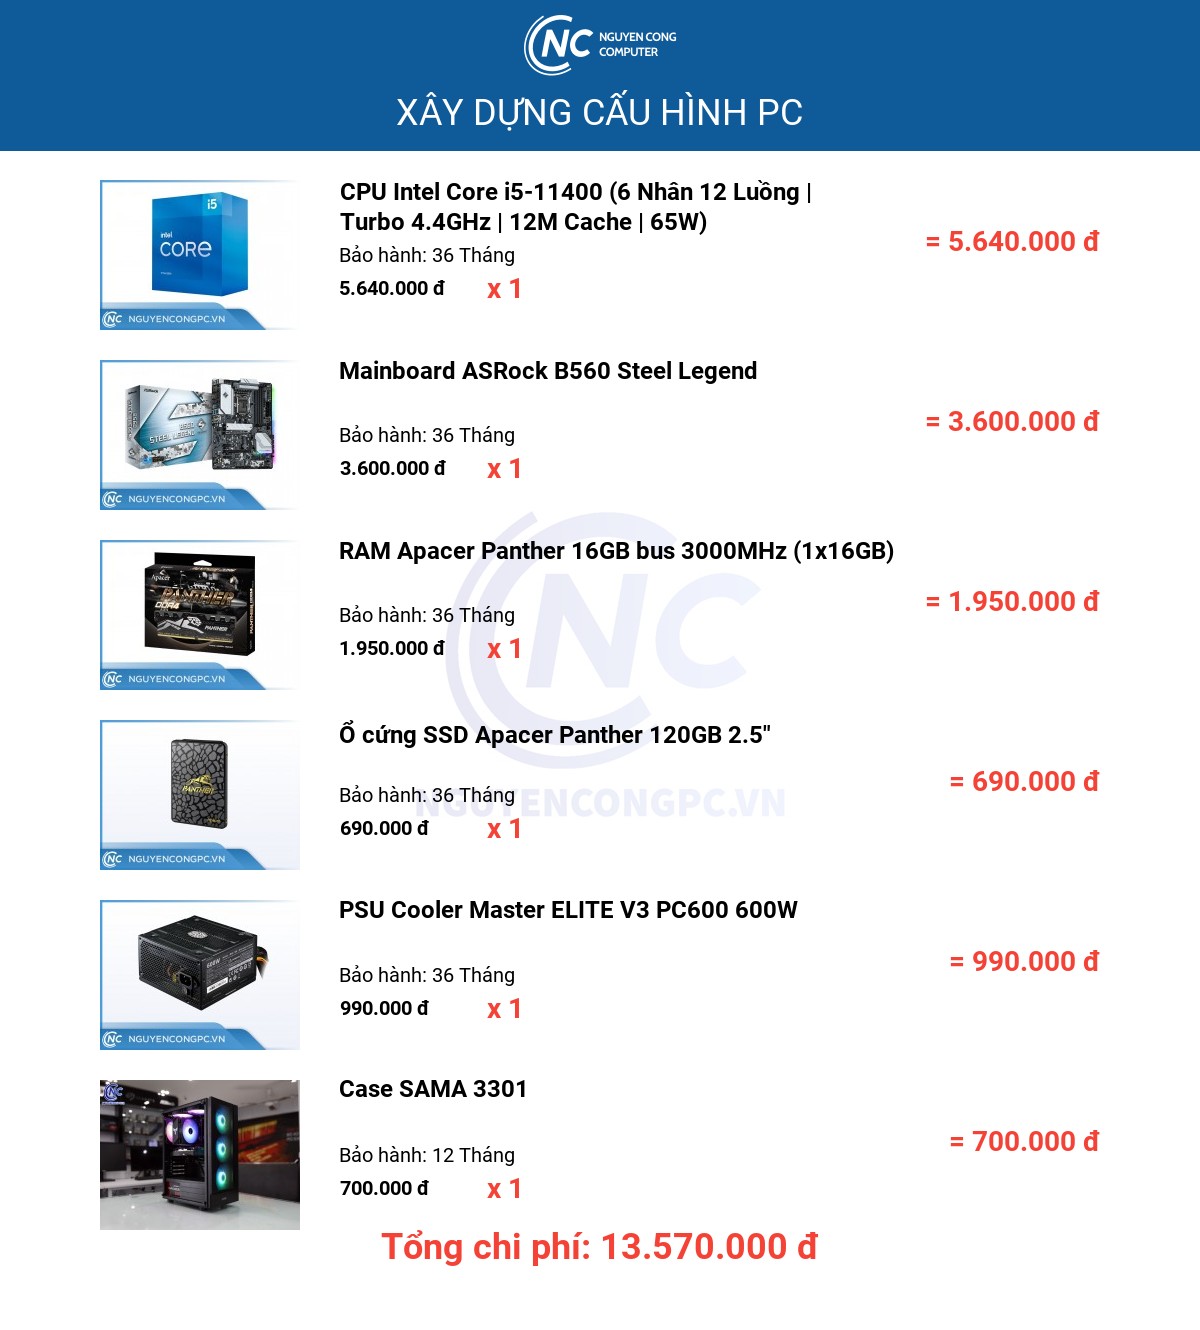 NC NGUYEN CONG
COMPUTER
XÂY DỰNG CẤU HÌNH PC
CPU Intel Core i5-11400 (6 Nhân 12 Luồng |
Turbo 4.4GHz | 12M Cache | 65W)
Bảo hành: 36 Tháng
5.640.000 đ x 1
= 5.640.000 đ
intel
CORE
i5
NC NGUYENCONGPC.VN
Mainboard ASRock B560 Steel Legend
Bảo hành: 36 Tháng
3.600.000 đ x 1
= 3.600.000 đ
B560
STEEL LEGEND
NC NGUYENCONGPC.VN
RAM Apacer Panther 16GB bus 3000MHz (1x16GB)
Bảo hành: 36 Tháng
1.950.000 đ x 1
= 1.950.000 đ
Apacer
PANTHER
DDR4
PANTHER
NC NGUYENCONGPC.VN
NC
Ổ cứng SSD Apacer Panther 120GB 2.5"
Bảo hành: 36 Tháng
690.000 đ x 1
= 690.000 đ
PANTHER
NC NGUYENCONGPC.VN
NGUYENCONGPC.VN
PSU Cooler Master ELITE V3 PC600 600W
Bảo hành: 36 Tháng
990.000 đ x 1
= 990.000 đ
600W
NC NGUYENCONGPC.VN
Case SAMA 3301
Bảo hành: 12 Tháng
700.000 đ x 1
= 700.000 đ
NC
Tổng chi phí: 13.570.000 đ